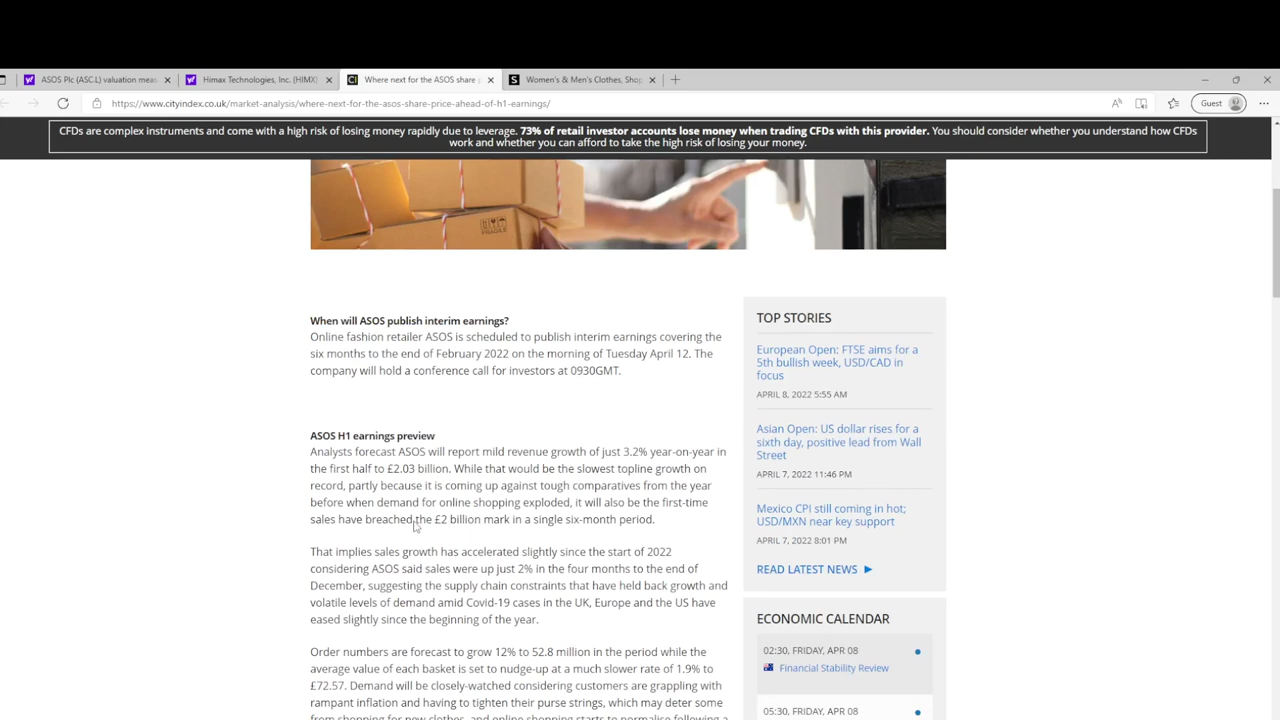 ASOS Plc (ASC.L) valuation meas
Himax Technologies, Inc. (HIMX)
Where next for the ASOS share p
Women's & Men's Clothes, Shop
https://www.cityindex.co.uk/market-analysis/where-next-for-the-asos-share-price-ahead-of-h1-earnings/
Guest
CFDs are complex instruments and come with a high risk of losing money rapidly due to leverage. 73% of retail investor accounts lose money when trading CFDs with this provider. You should consider whether you understand how CFDs
work and whether you can afford to take the high risk of losing your money.
FRAGILE
When will ASOS publish interim earnings?
Online fashion retailer ASOS is scheduled to publish interim earnings covering the
six months to the end of February 2022 on the morning of Tuesday April 12. The
company will hold a conference call for investors at 0930GMT.
ASOS H1 earnings preview
Analysts forecast ASOS will report mild revenue growth of just 3.2% year-on-year in
the first half to £2.03 billion. While that would be the slowest topline growth on
record, partly because it is coming up against tough comparatives from the year
before when demand for online shopping exploded, it will also be the first-time
sales have breached the £2 billion mark in a single six-month period.
That implies sales growth has accelerated slightly since the start of 2022
considering ASOS said sales were up just 2% in the four months to the end of
December, suggesting the supply chain constraints that have held back growth and
volatile levels of demand amid Covid-19 cases in the UK, Europe and the US have
eased slightly since the beginning of the year.
Order numbers are forecast to grow 12% to 52.8 million in the period while the
average value of each basket is set to nudge-up at a much slower rate of 1.9% to
£72.57. Demand will be closely-watched considering customers are grappling with
rampant inflation and having to tighten their purse strings, which may deter some
from shopping for new clothes, and online shopping starts to normalise following a
TOP STORIES
European Open: FTSE aims for a
5th bullish week, USD/CAD in
focus
APRIL 8, 2022 5:55 AM
Asian Open: US dollar rises for a
sixth day, positive lead from Wall
Street
APRIL 7, 2022 11:46 PM
Mexico CPI still coming in hot;
USD/MXN near key support
APRIL 7, 2022 8:01 PM
READ LATEST NEWS
ECONOMIC CALENDAR
02:30, FRIDAY, APR 08
Financial Stability Review
05:30, FRIDAY, APR 08